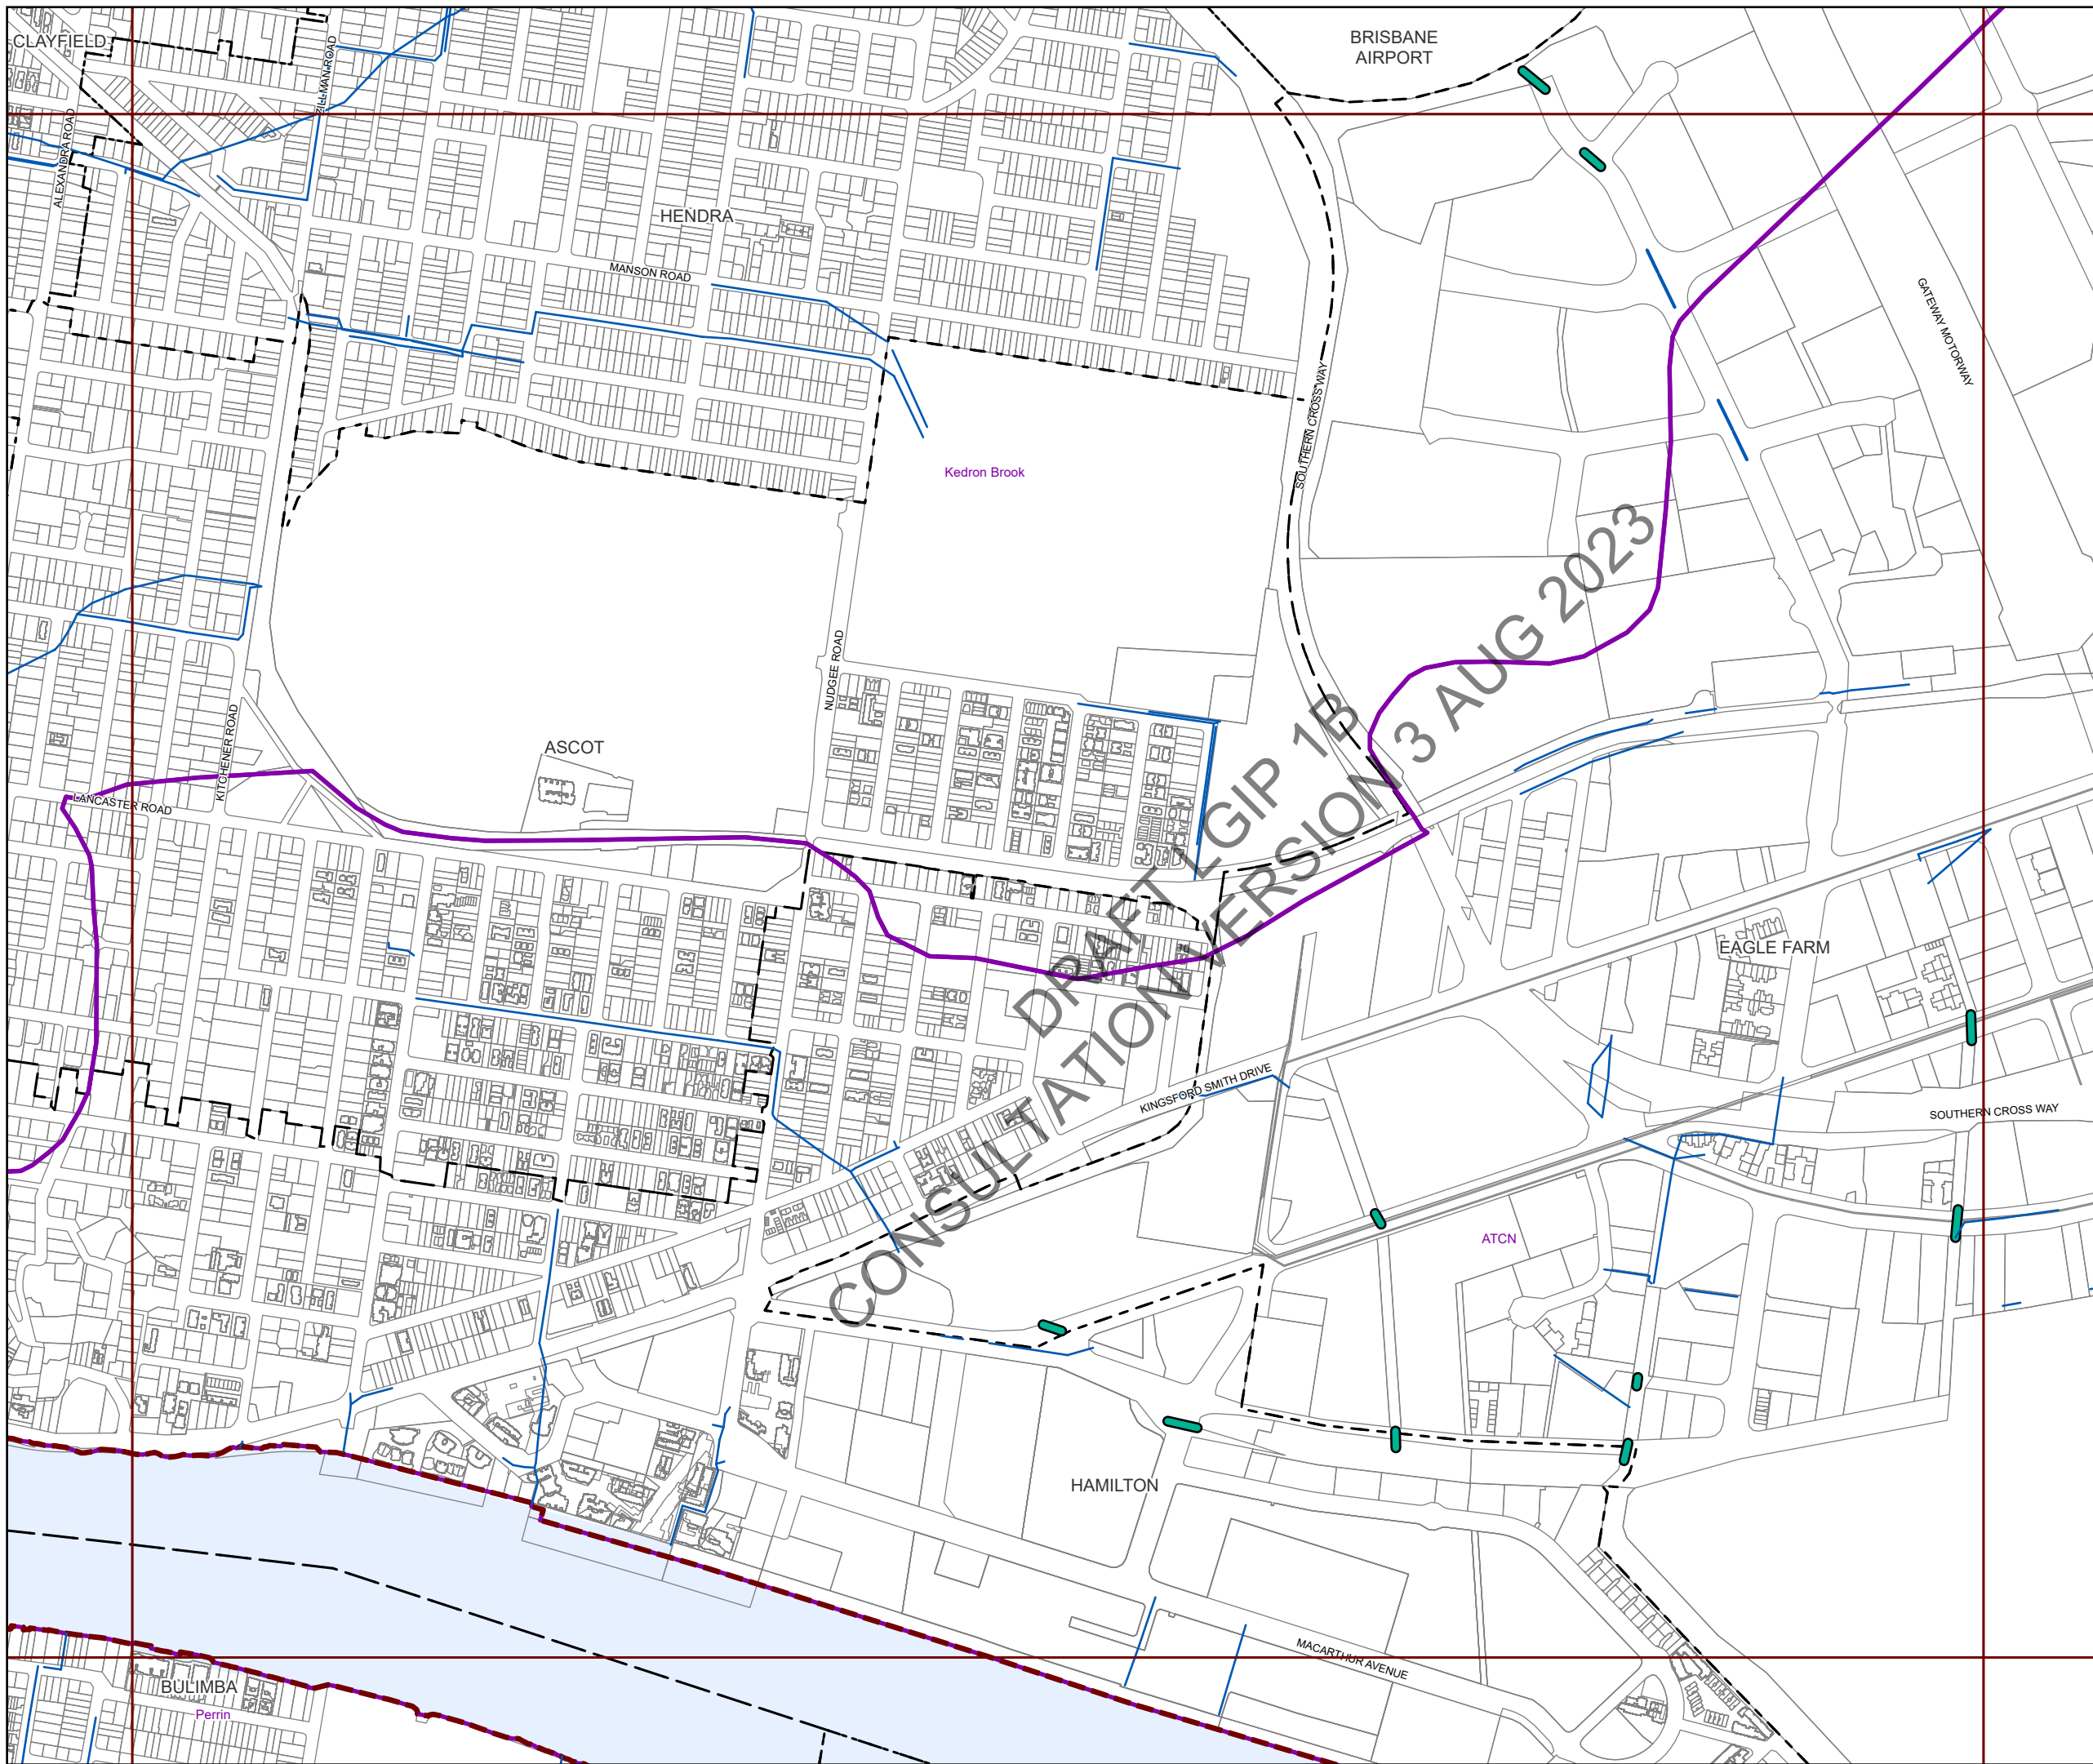 CLAYFIELD
BRISBANE
AIRPORT
ZILLMAN ROAD
ALEXANDRA ROAD
HENDRA
MANSON ROAD
GATEWAY MOTORWAY
SOUTHERN CROSS WAY
Kedron Brook
NUDGEE ROAD
KITCHENER ROAD
ASCOT
LANCASTER ROAD
DRAFT LGIP 1B
CONSULTATION VERSION 3 AUG 2023
EAGLE FARM
KINGSFORD SMITH DRIVE
SOUTHERN CROSS WAY
ATCN
HAMILTON
MACARTHUR AVENUE
BULIMBA
Perrin